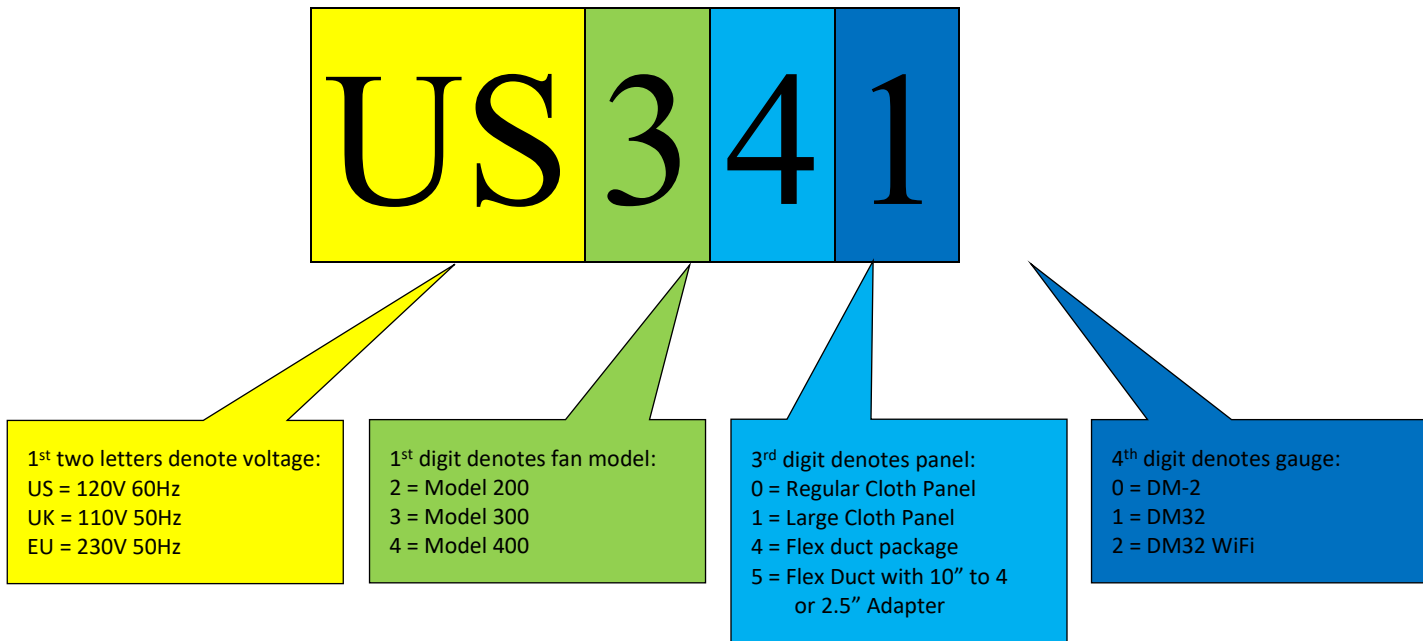 US341
1st two letters denote voltage:
US = 120V 60Hz
UK = 110V 50Hz
EU = 230V 50Hz
1st digit denotes fan model:
2 = Model 200
3 = Model 300
4 = Model 400
3rd digit denotes panel:
0 = Regular Cloth Panel
1 = Large Cloth Panel
4 = Flex duct package
5 = Flex Duct with 10” to 4
or 2.5” Adapter
4th digit denotes gauge:
0 = DM-2
1 = DM32
2 = DM32 WiFi